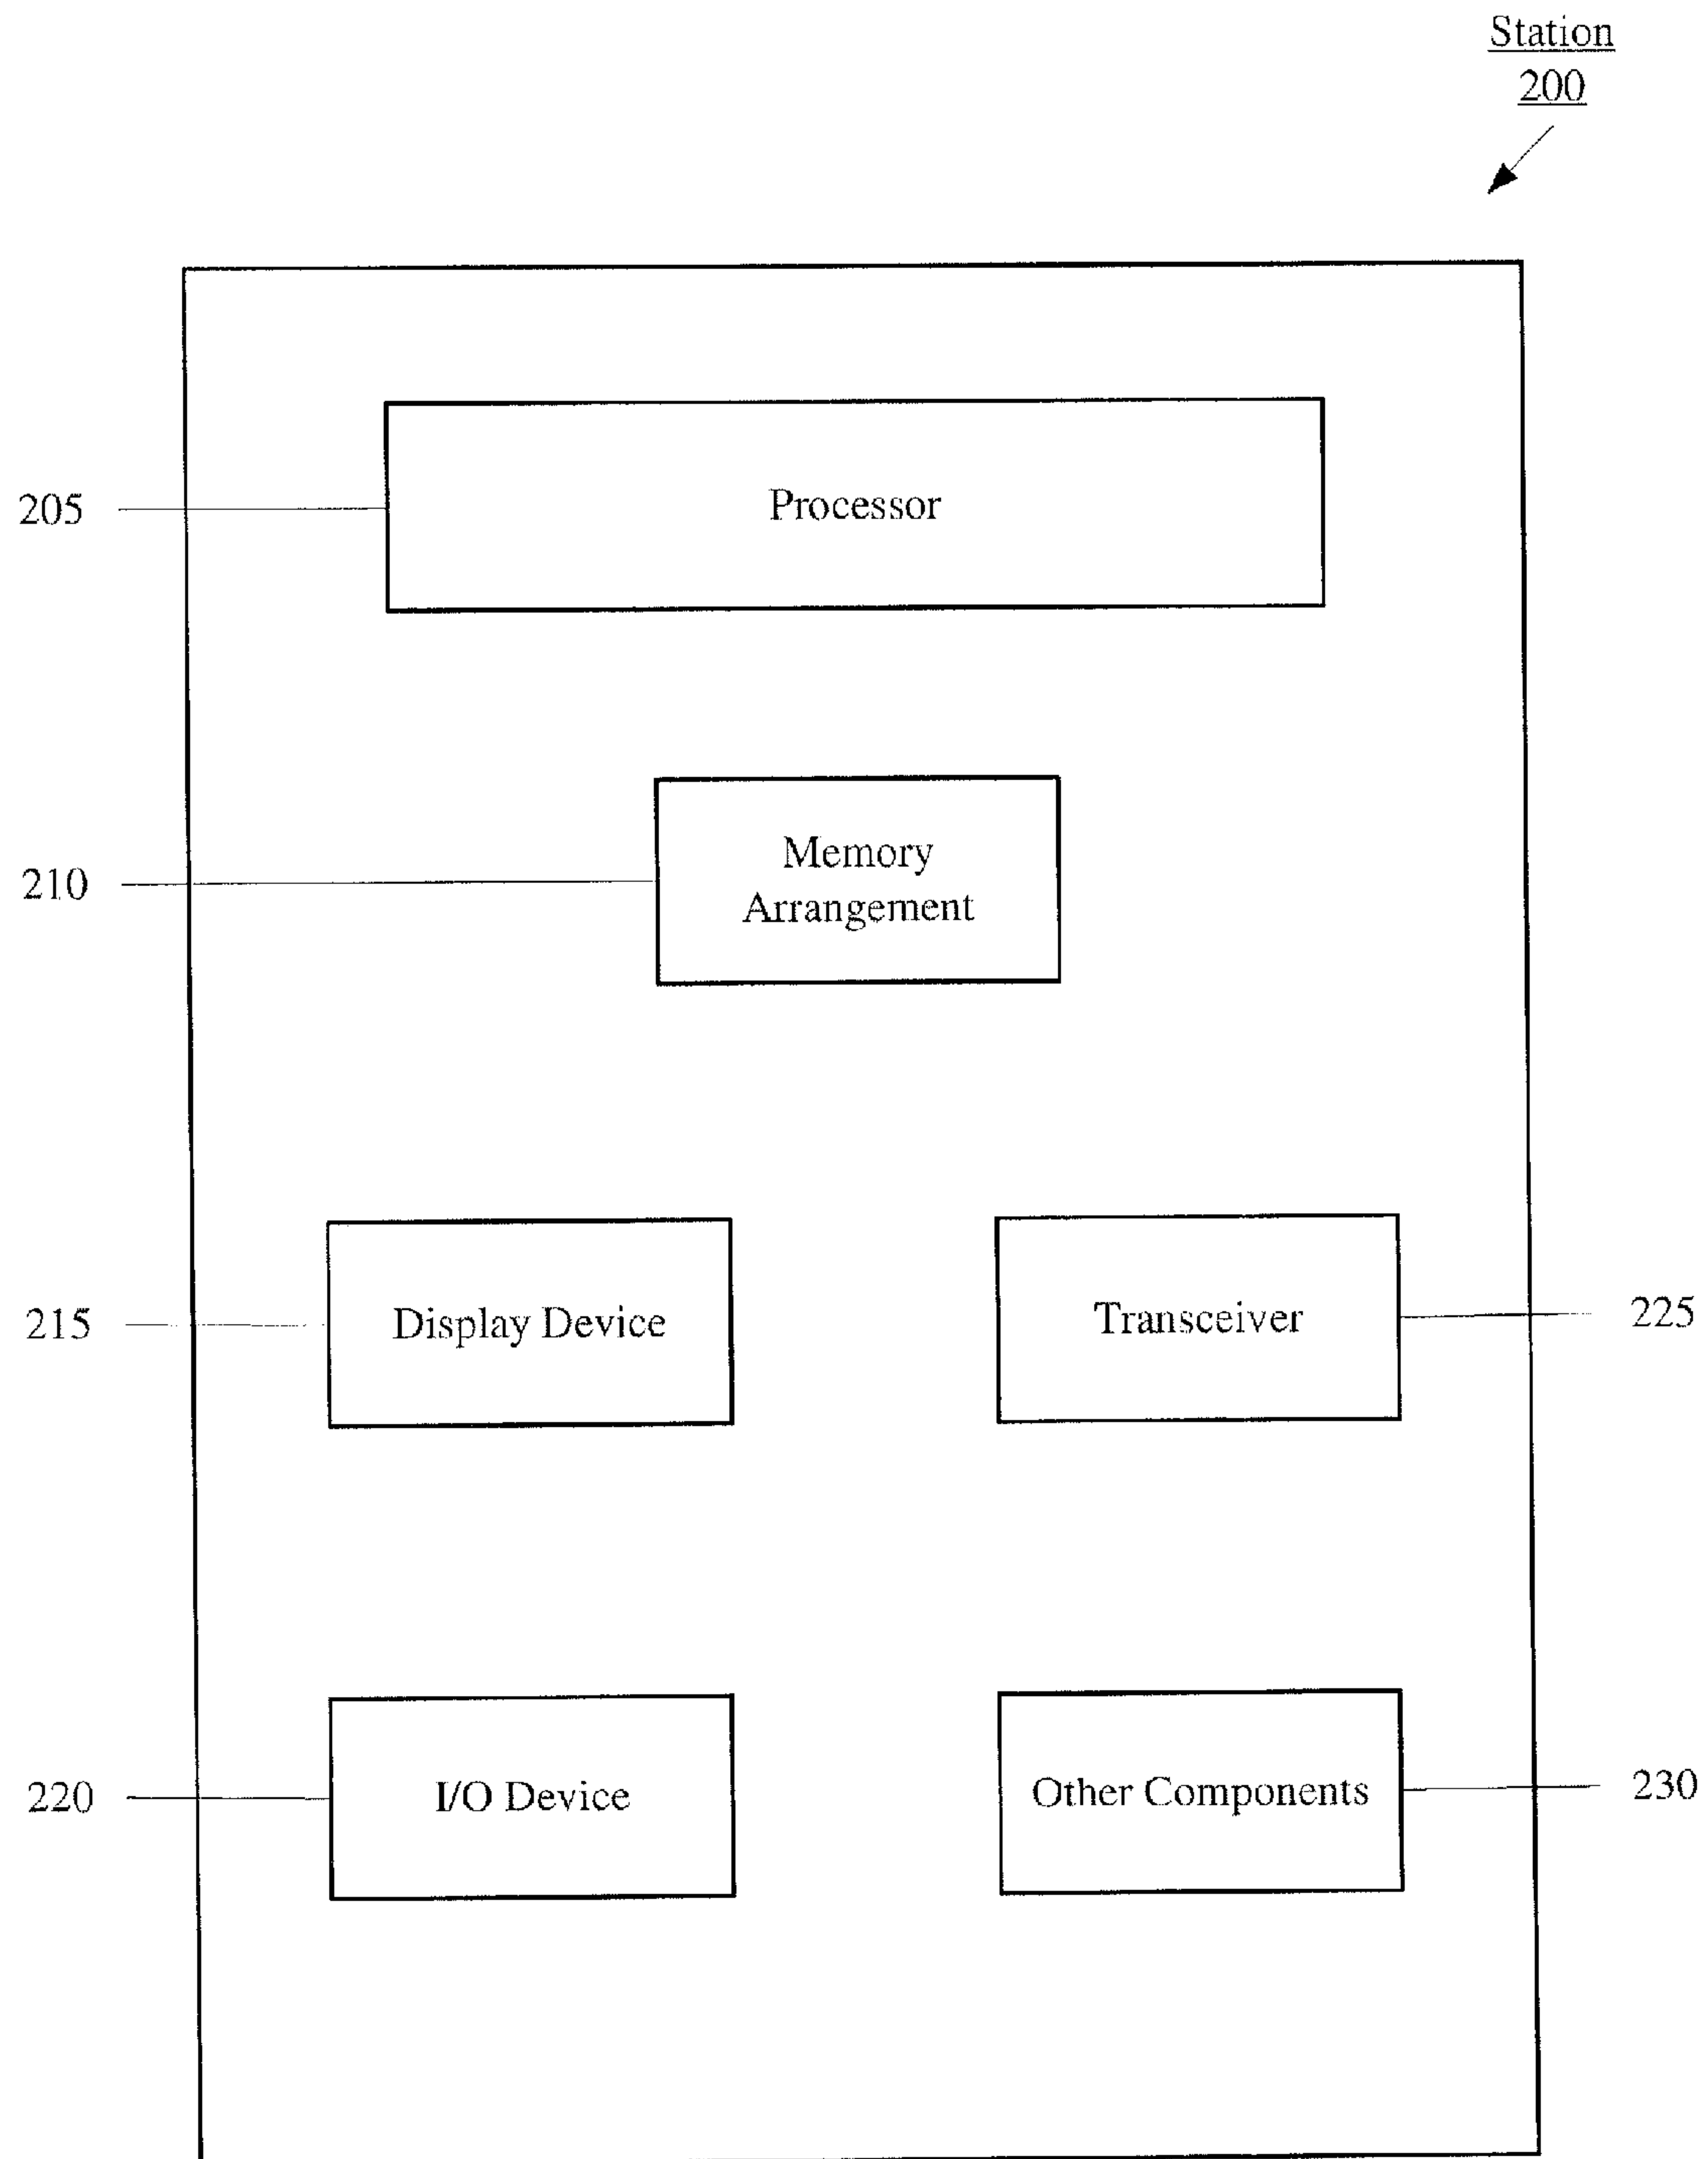 Station
200
205
Processor
210
Memory
Arrangement
215
Display Device
Transceiver
225
220
I/O Device
Other Components
230